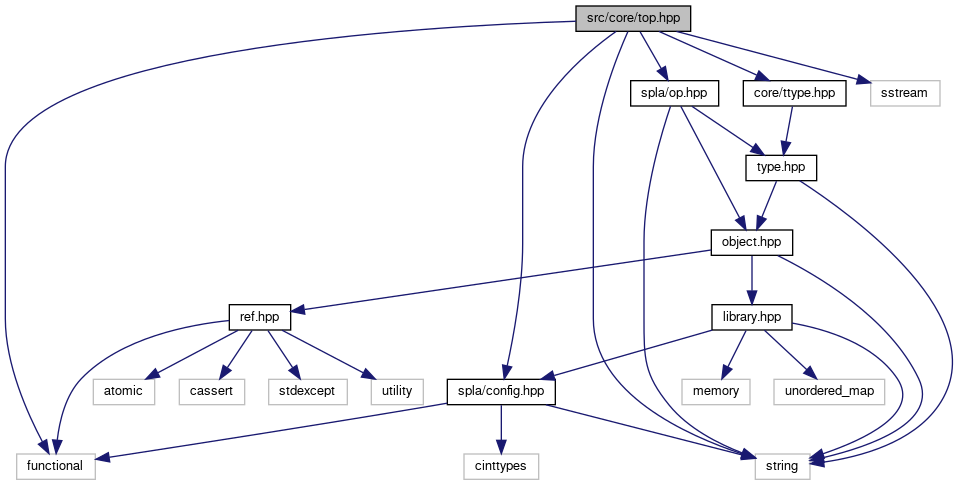 src/core/top.hpp
spla/op.hpp
core/ttype.hpp
sstream
type.hpp
object.hpp
ref.hpp
library.hpp
atomic
cassert
stdexcept
utility
spla/config.hpp
memory
unordered_map
functional
cinttypes
string